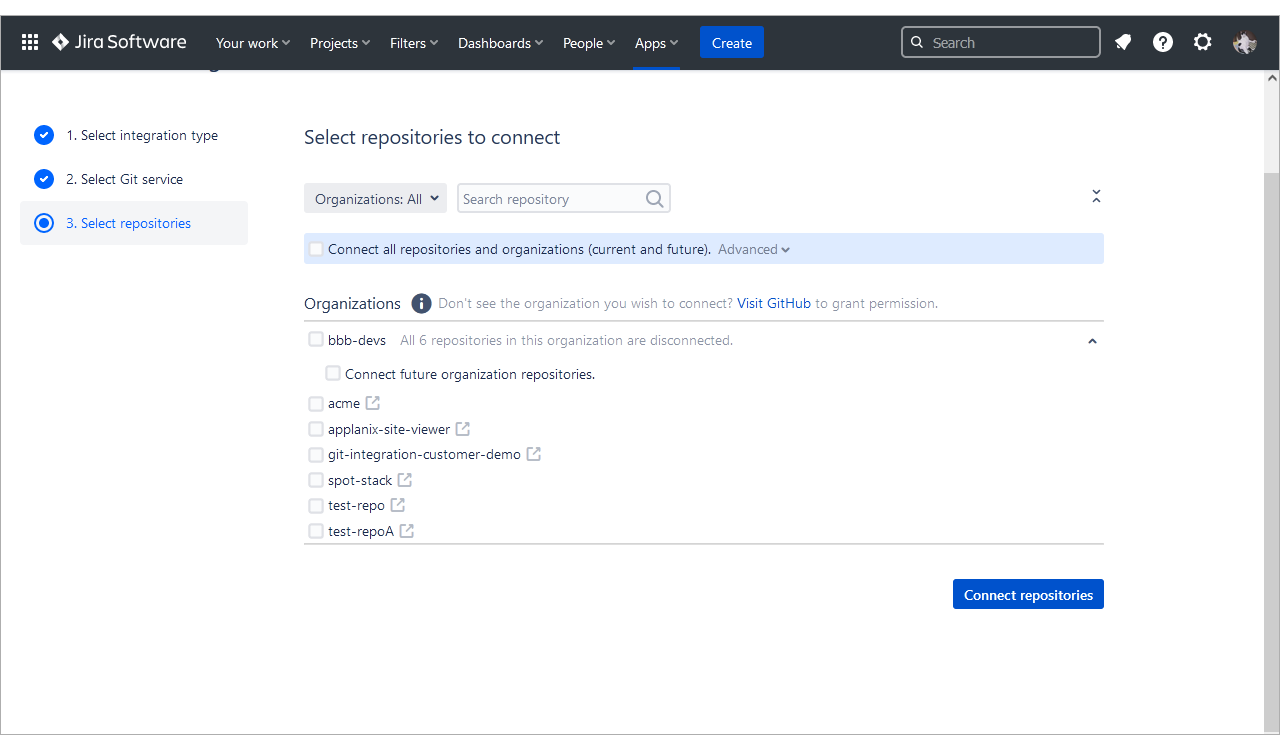 Jira Software Your work Projects Filters Dashboards People Apps Create Search
1. Select integration type
2. Select Git service
3. Select repositories
Select repositories to connect
Organizations: All Search repository
Connect all repositories and organizations (current and future). Advanced
Organizations Don't see the organization you wish to connect? Visit GitHub to grant permission.
bbb-devs All 6 repositories in this organization are disconnected.
Connect future organization repositories.
acme
applanix-site-viewer
git-integration-customer-demo
spot-stack
test-repo
test-repoA
Connect repositories